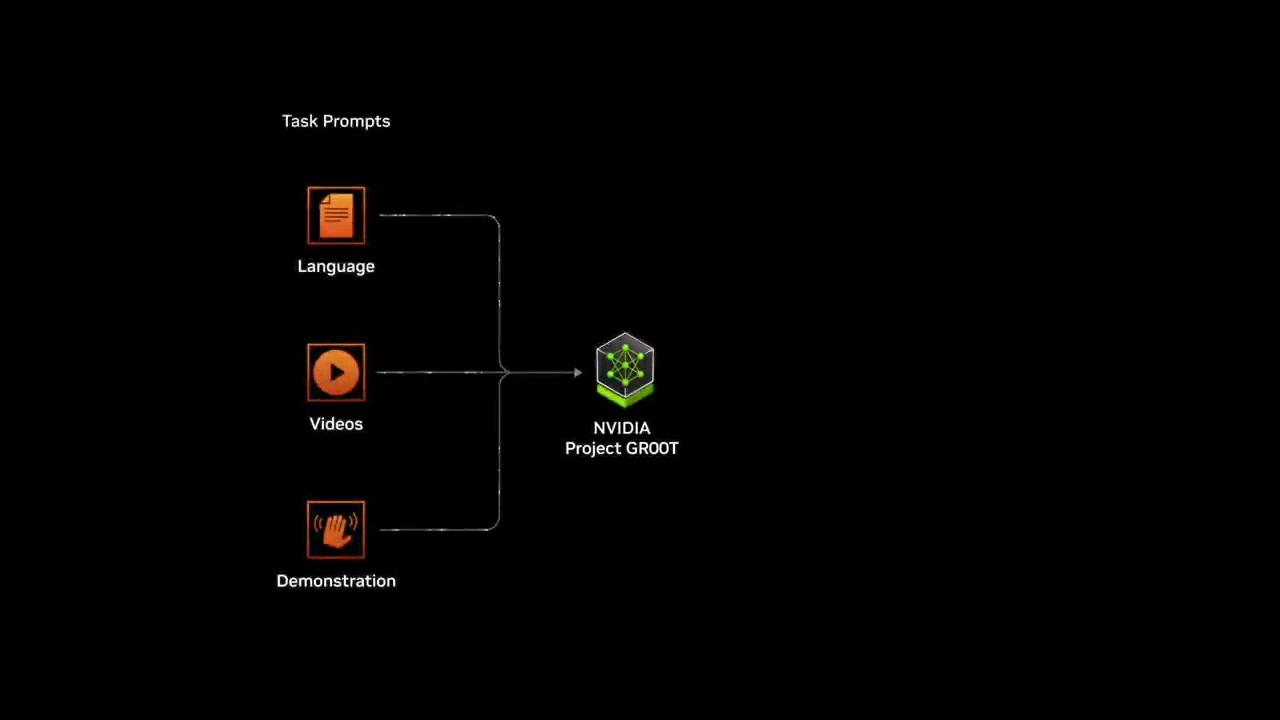 Task Prompts
Language
Videos
Demonstration
NVIDIA
Project GR00T